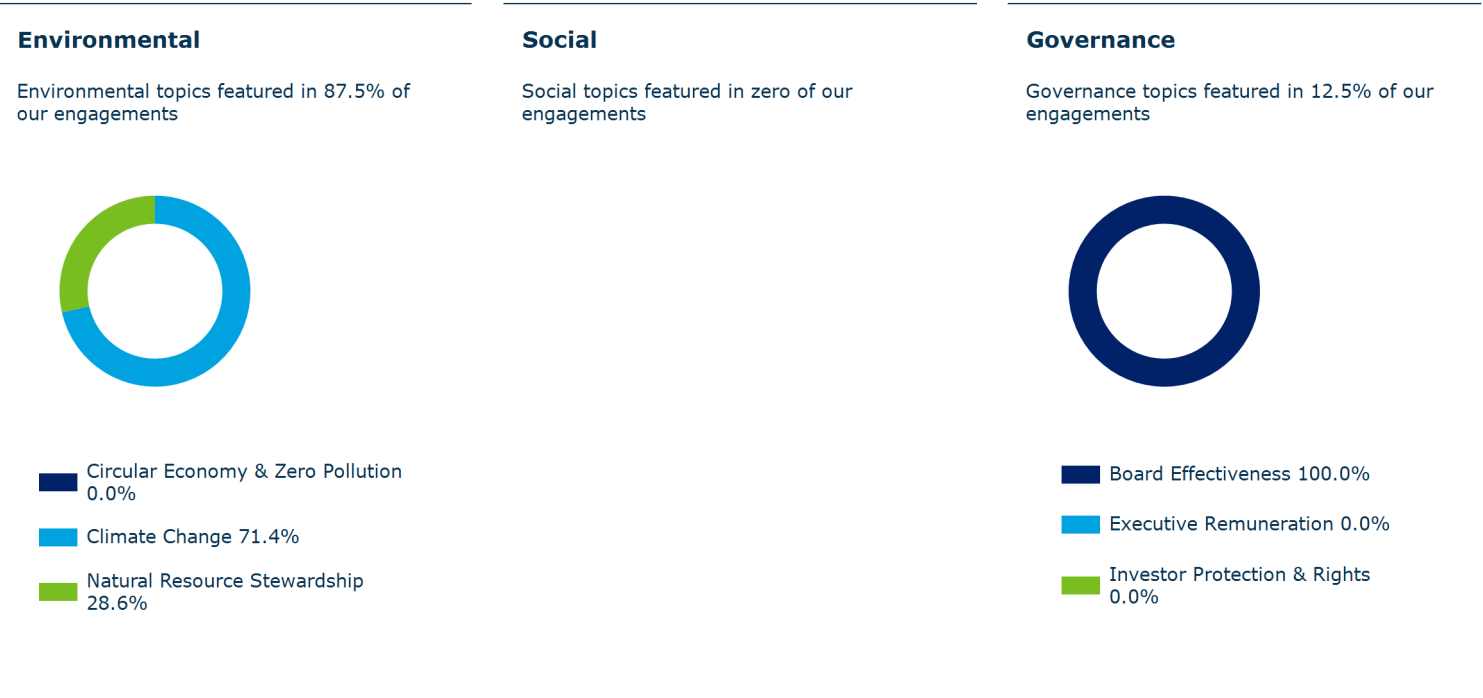 Environmental
Environmental topics featured in 87.5% of
our engagements
Circular Economy & Zero Pollution
0.0%
Climate Change 71.4%
Natural Resource Stewardship
28.6%
Social
Social topics featured in zero of our
engagements
Governance
Governance topics featured in 12.5% of our
engagements
Board Effectiveness 100.0%
Executive Remuneration 0.0%
Investor Protection & Rights
0.0%